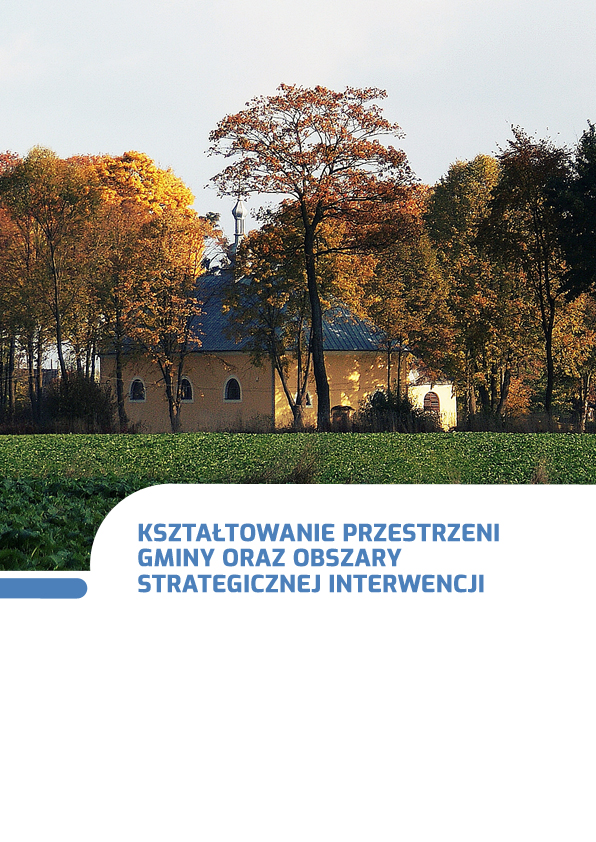 KSZTAŁTOWANIE PRZESTRZENI
GMINY ORAZ OBSZARY
STRATEGICZNEJ INTERWENCJI